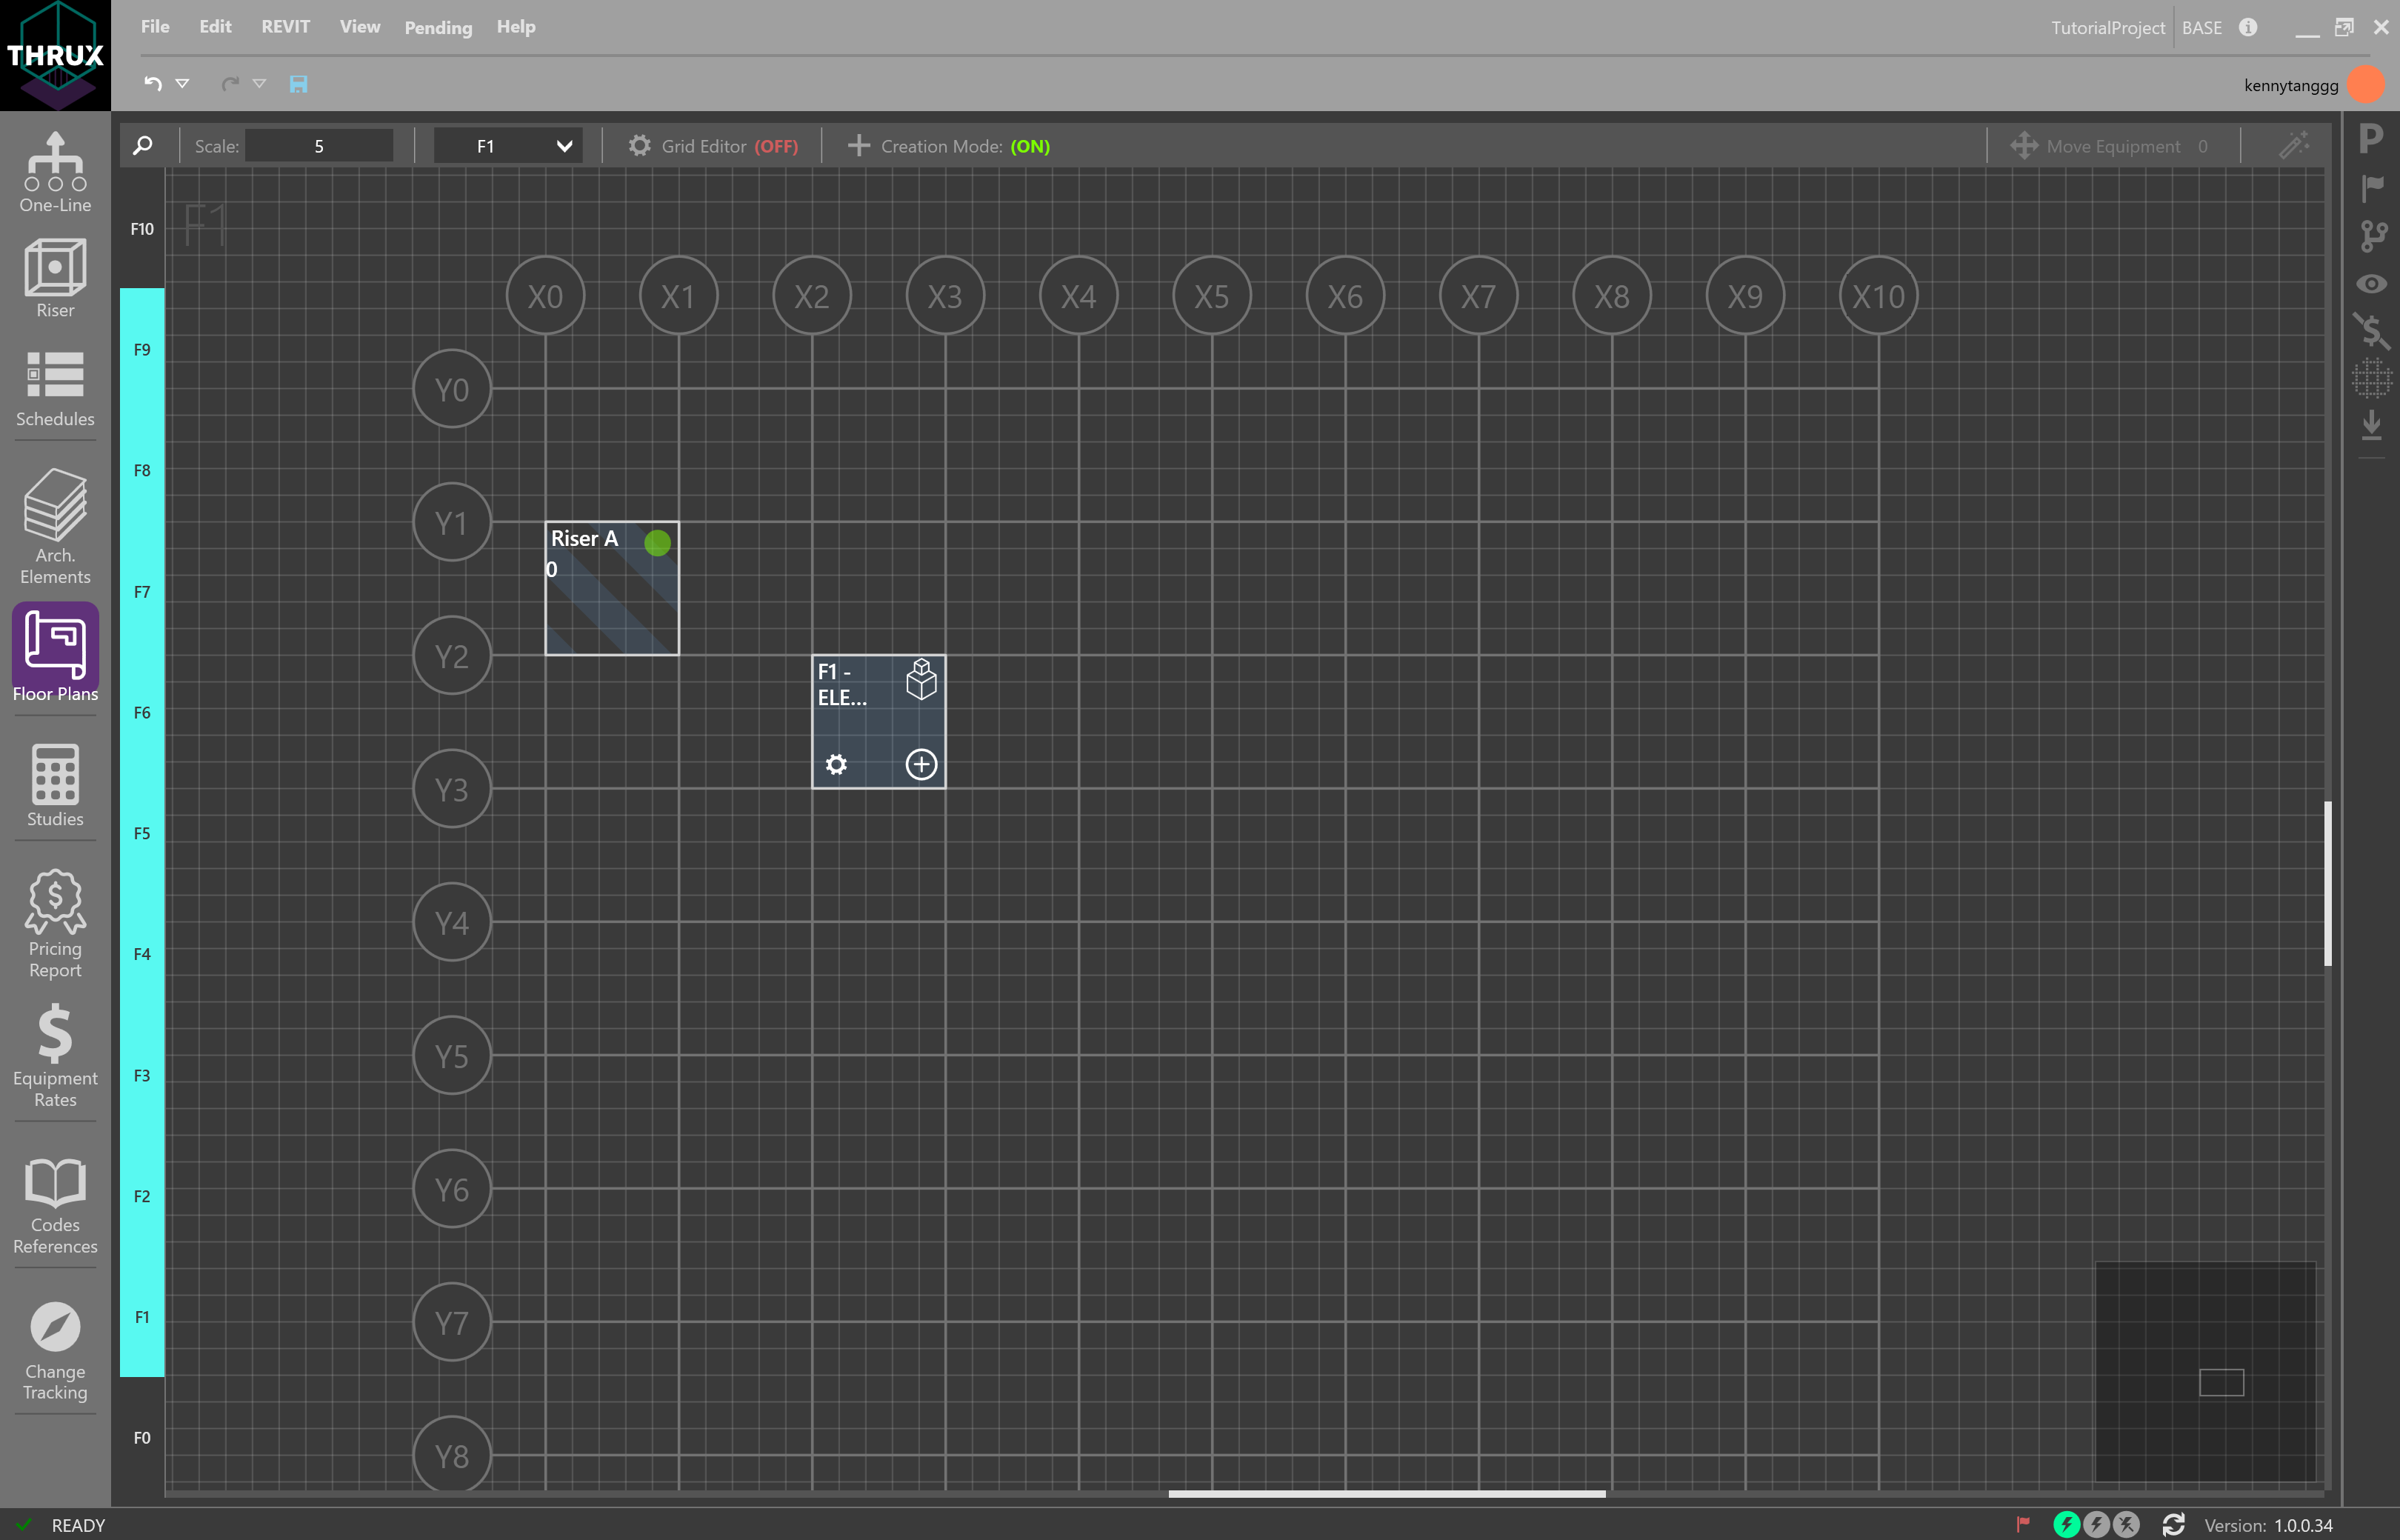 THRUX
File Edit REVIT View Pending Help
TutorialProject BASE
kennytanggg
Scale: 5 F1 Grid Editor (OFF) Creation Mode: (ON) Move Equipment 0
P
One-Line
Riser
Schedules
Arch.
Elements
Floor Plans
Studies
Pricing
Report
Equipment
Rates
Codes
References
Change
Tracking
F10
F9
F8
F7
F6
F5
F4
F3
F2
F1
F0
F1
X0 X1 X2 X3 X4 X5 X6 X7 X8 X9 X10
Y0
Y1
Y2
Y3
Y4
Y5
Y6
Y7
Y8
Riser A
0
F1 -
ELE...
READY
Version: 1.0.0.34